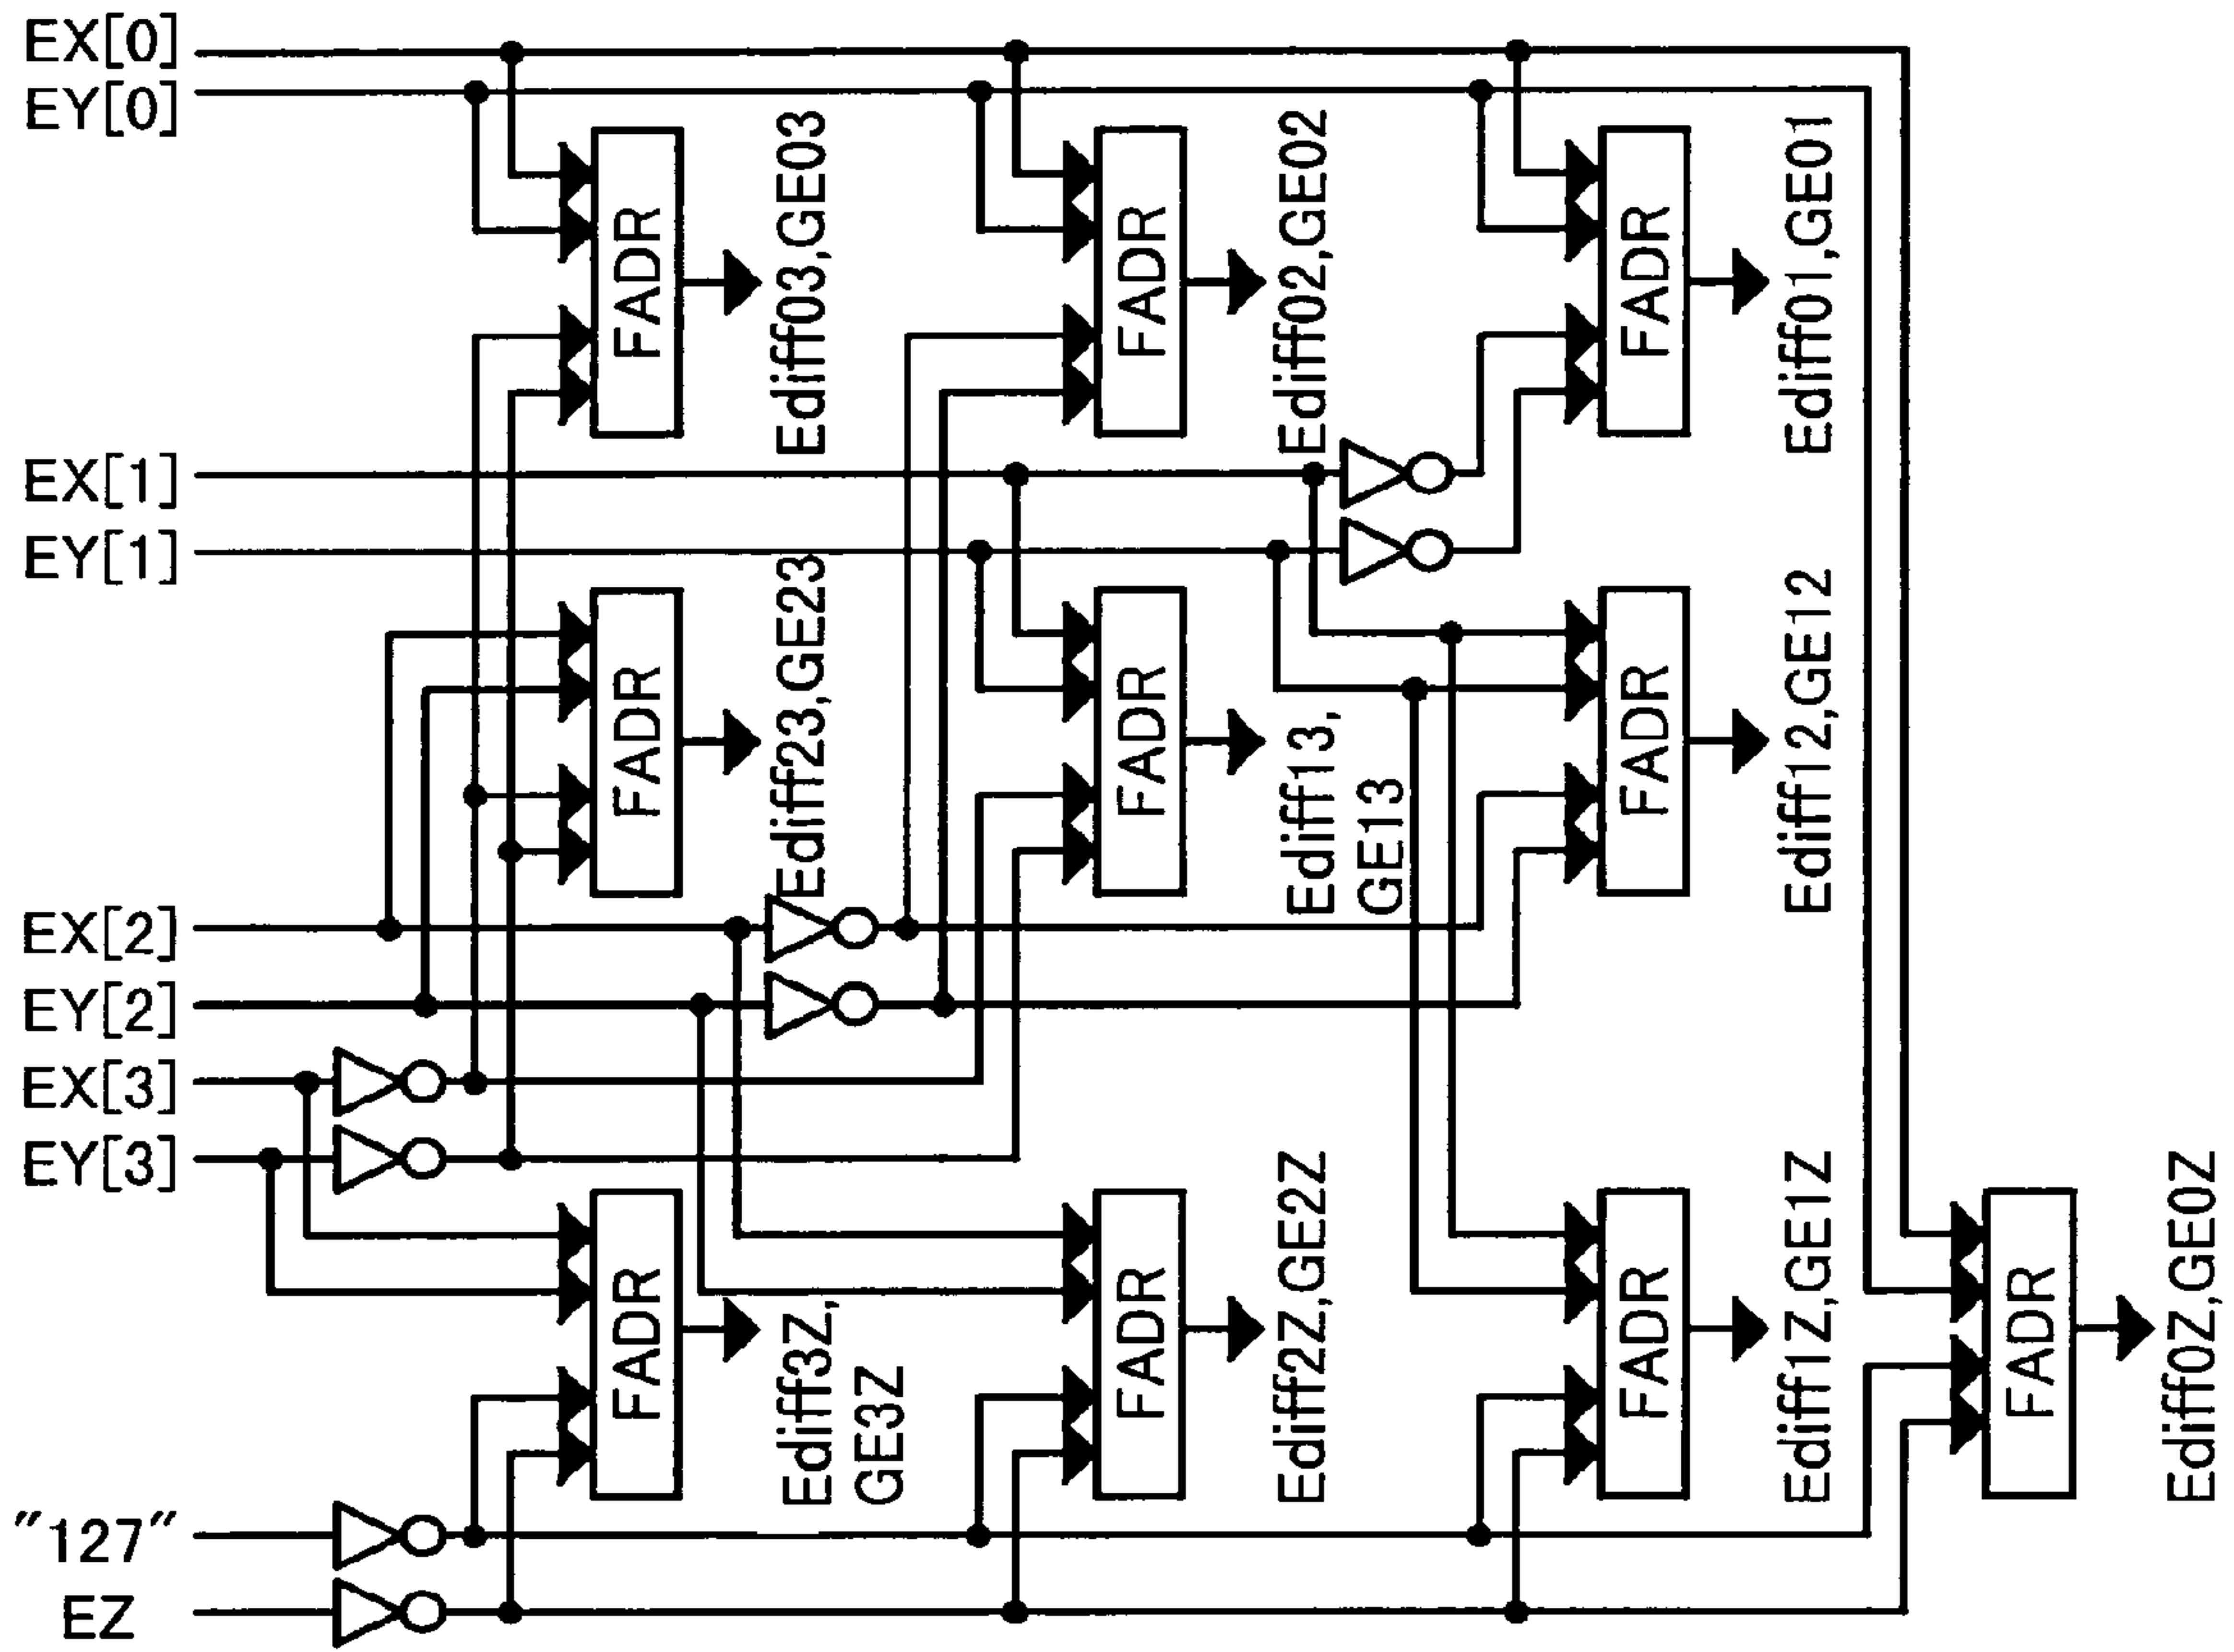 EX[0]
EY[0]
FADR
Ediff03,GE03
FADR
Ediff02,GE02
FADR
Ediff01,GE01
EX[1]
EY[1]
FADR
Ediff23,GE23
FADR
Ediff13,
GE13
FADR
Ediff12,GE12
EX[2]
EY[2]
EX[3]
EY[3]
FADR
Ediff3Z,
GE3Z
FADR
Ediff2Z,GE2Z
FADR
Ediff1Z,GE1Z
FADR
Ediff0Z,GE0Z
"127"
EZ